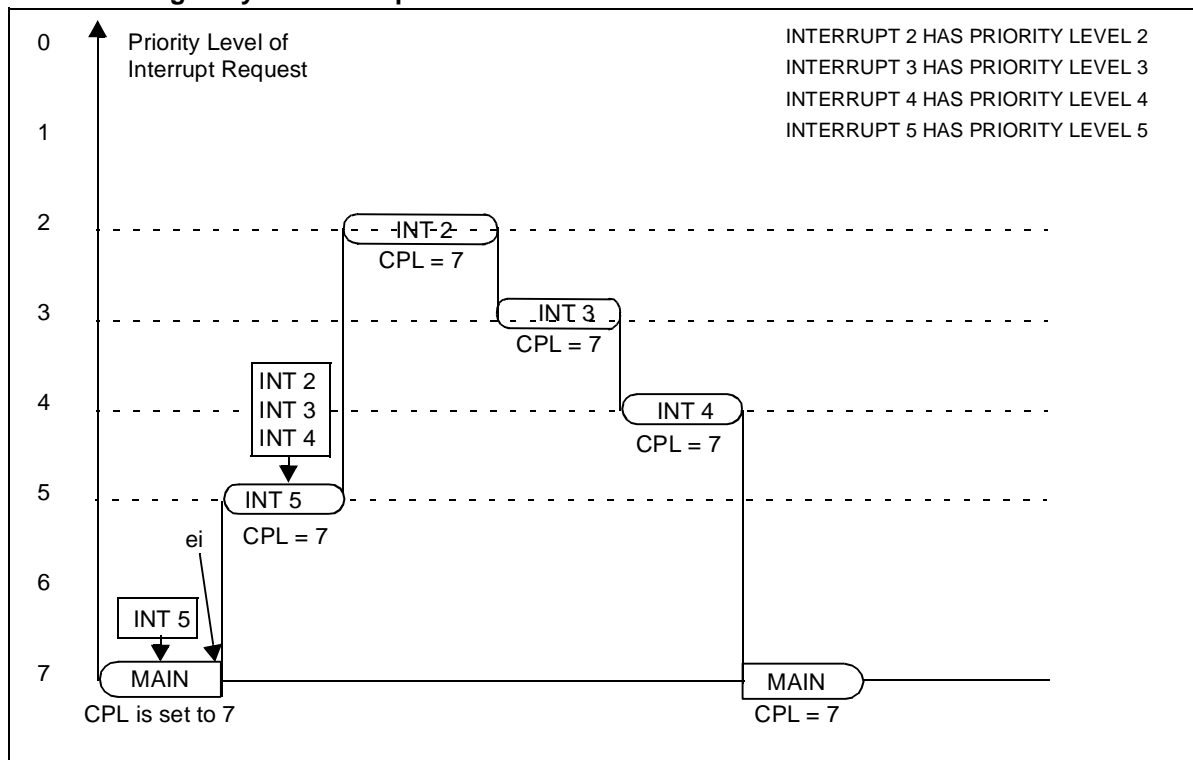 0
Priority Level of
Interrupt Request
INTERRUPT 2 HAS PRIORITY LEVEL 2
INTERRUPT 3 HAS PRIORITY LEVEL 3
INTERRUPT 4 HAS PRIORITY LEVEL 4
INTERRUPT 5 HAS PRIORITY LEVEL 5
1
2
INT 2
CPL = 7
3
INT 3
CPL = 7
INT 2
INT 3
INT 4
4
INT 4
CPL = 7
5
INT 5
CPL = 7
ei
6
INT 5
7
MAIN
CPL is set to 7
MAIN
CPL = 7